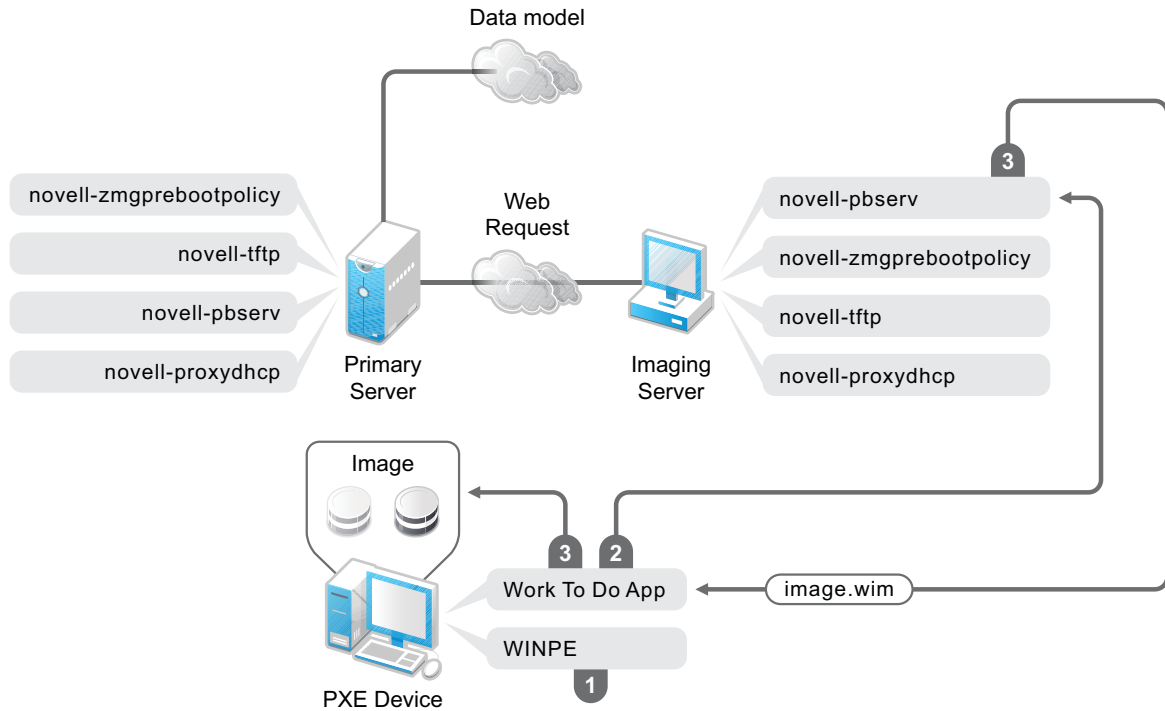 Data model
3
novell-zmgprebootpolicy
novell-tftp
novell-pbserv
novell-proxydhcp
Primary
Server
Web
Request
Imaging
Server
novell-pbserv
novell-zmgprebootpolicy
novell-tftp
novell-proxydhcp
Image
3
2
Work To Do App
image.wim
WINPE
1
PXE Device